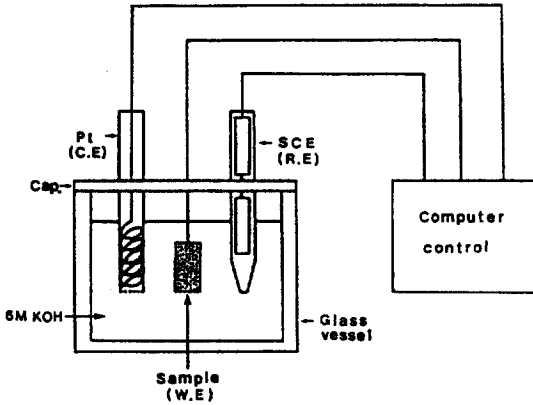 Pt
(C.E)
SCE
(R.E)
Cap.
Computer
control
6M KOH
Glass
vessel
Sample
(W.E)